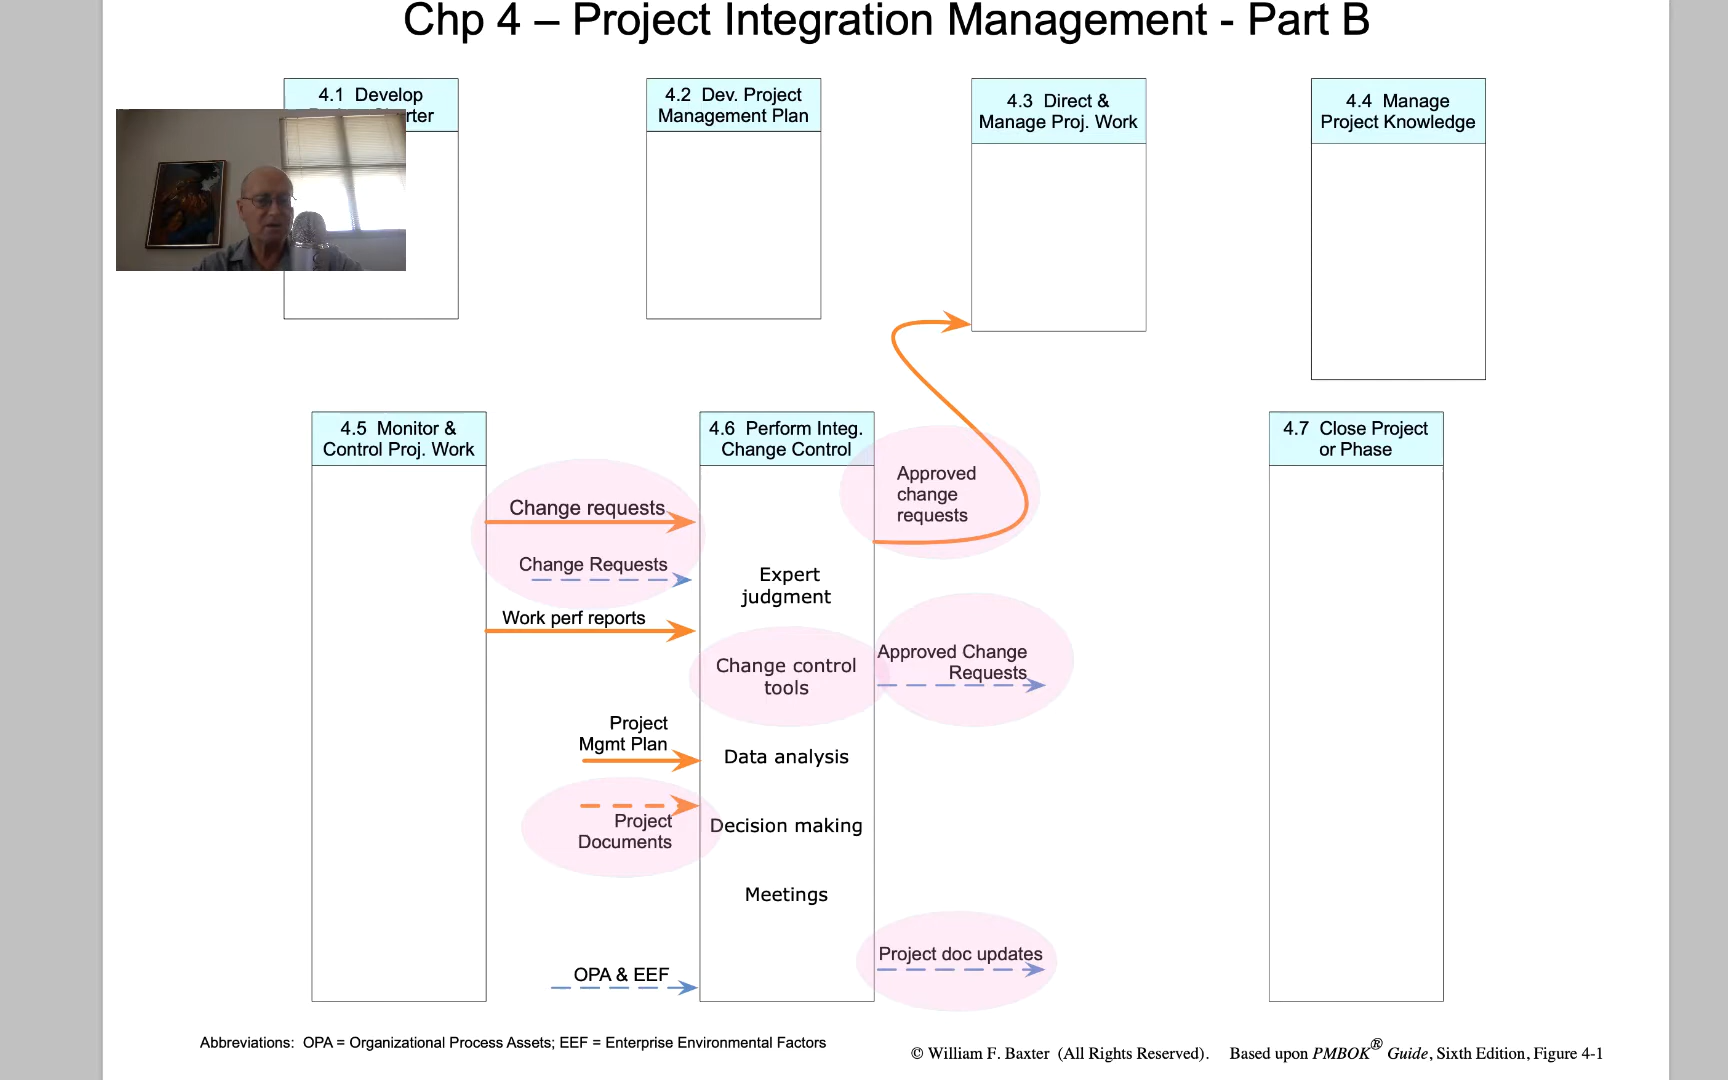 Chp 4 – Project Integration Management - Part B
4.1 Develop
rter
4.2 Dev. Project
Management Plan
4.3 Direct &
Manage Proj. Work
4.4 Manage
Project Knowledge
4.5 Monitor &
Control Proj. Work
4.6 Perform Integ.
Change Control
4.7 Close Project
or Phase
Change requests
Change Requests
Work perf reports
Project
Mgmt Plan
Project
Documents
OPA & EEF
Expert
judgment
Change control
tools
Data analysis
Decision making
Meetings
Approved
change
requests
Approved Change
Requests
Project doc updates
Abbreviations: OPA = Organizational Process Assets; EEF = Enterprise Environmental Factors
© William F. Baxter (All Rights Reserved). Based upon PMBOK® Guide, Sixth Edition, Figure 4-1